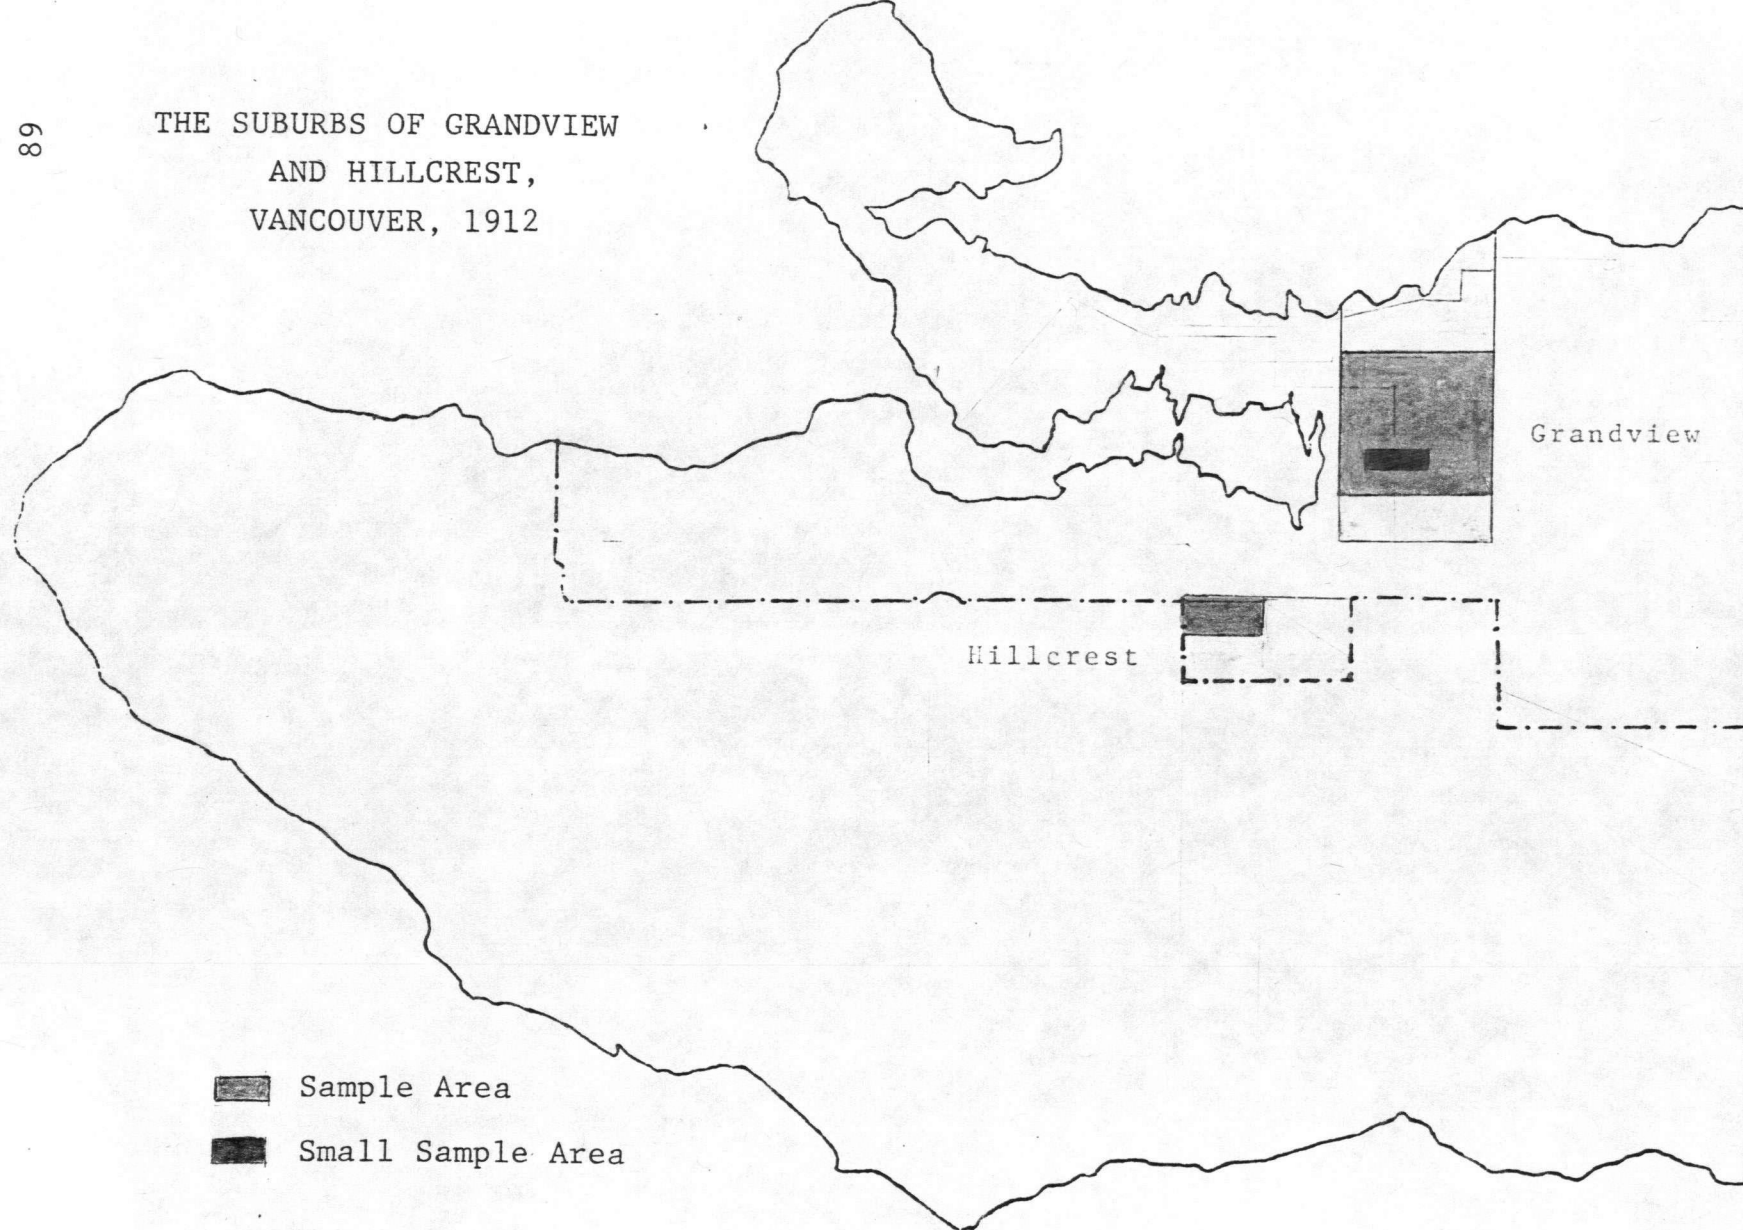 89
THE SUBURBS OF GRANDVIEW
AND HILLCREST,
VANCOUVER, 1912
Grandview
Hillcrest
Sample Area
Small Sample Area